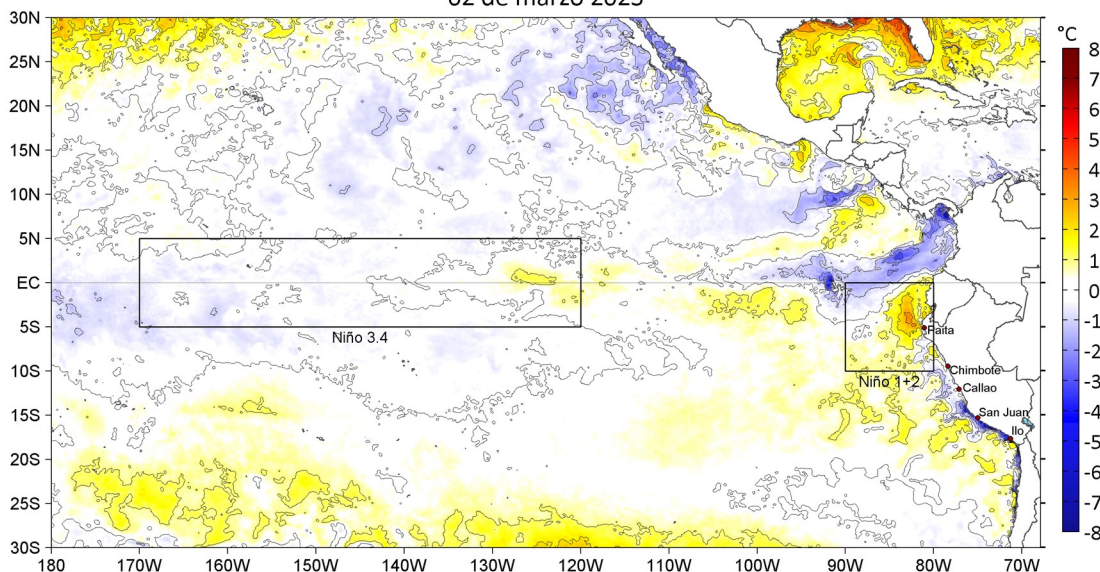 02 de marzo 2023
°C
30N
25N
20N
15N
10N
5N
EC
5S
10S
15S
20S
25S
30S
180
170W
160W
150W
140W
130W
120W
110W
100W
90W
80W
70W
Niño 3.4
Niño 1+2
Paita
Chimbote
Callao
San Juan
Ilo
8
7
6
5
4
3
2
1
0
-1
-2
-3
-4
-5
-6
-7
-8